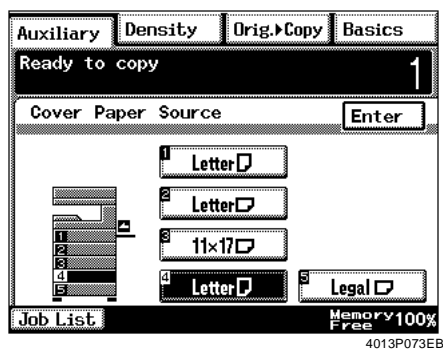 Auxiliary Density Orig.▶Copy Basics
Ready to copy 1
Cover Paper Source Enter
1 Letter
2 Letter
1 2 3 4 5
3 11×17
4 Letter 5 Legal
Job List Memory Free 100%
4013P073EB